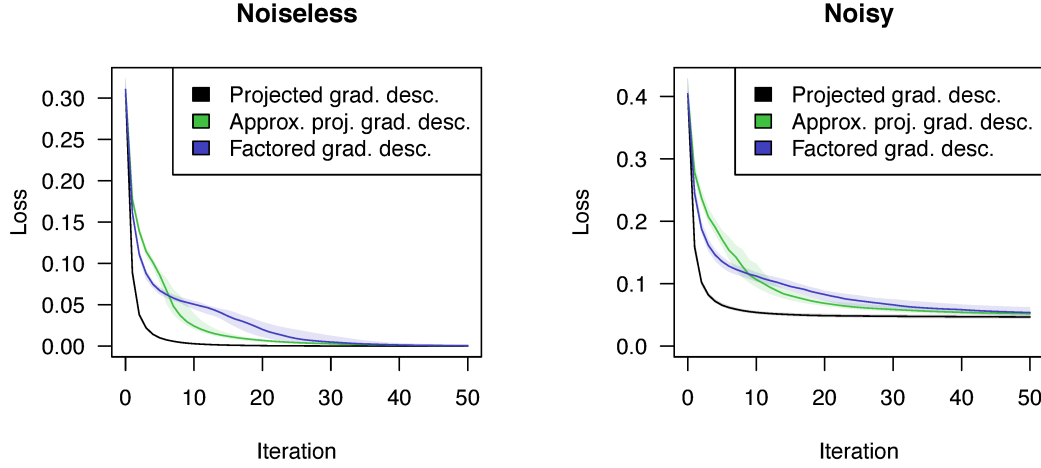 Noiseless
0.30
0.25
0.20
0.15
0.10
0.05
0.00
Loss
Projected grad. desc.
Approx. proj. grad. desc.
Factored grad. desc.
0 10 20 30 40 50
Iteration
Noisy
0.4
0.3
0.2
0.1
0.0
Loss
Projected grad. desc.
Approx. proj. grad. desc.
Factored grad. desc.
0 10 20 30 40 50
Iteration